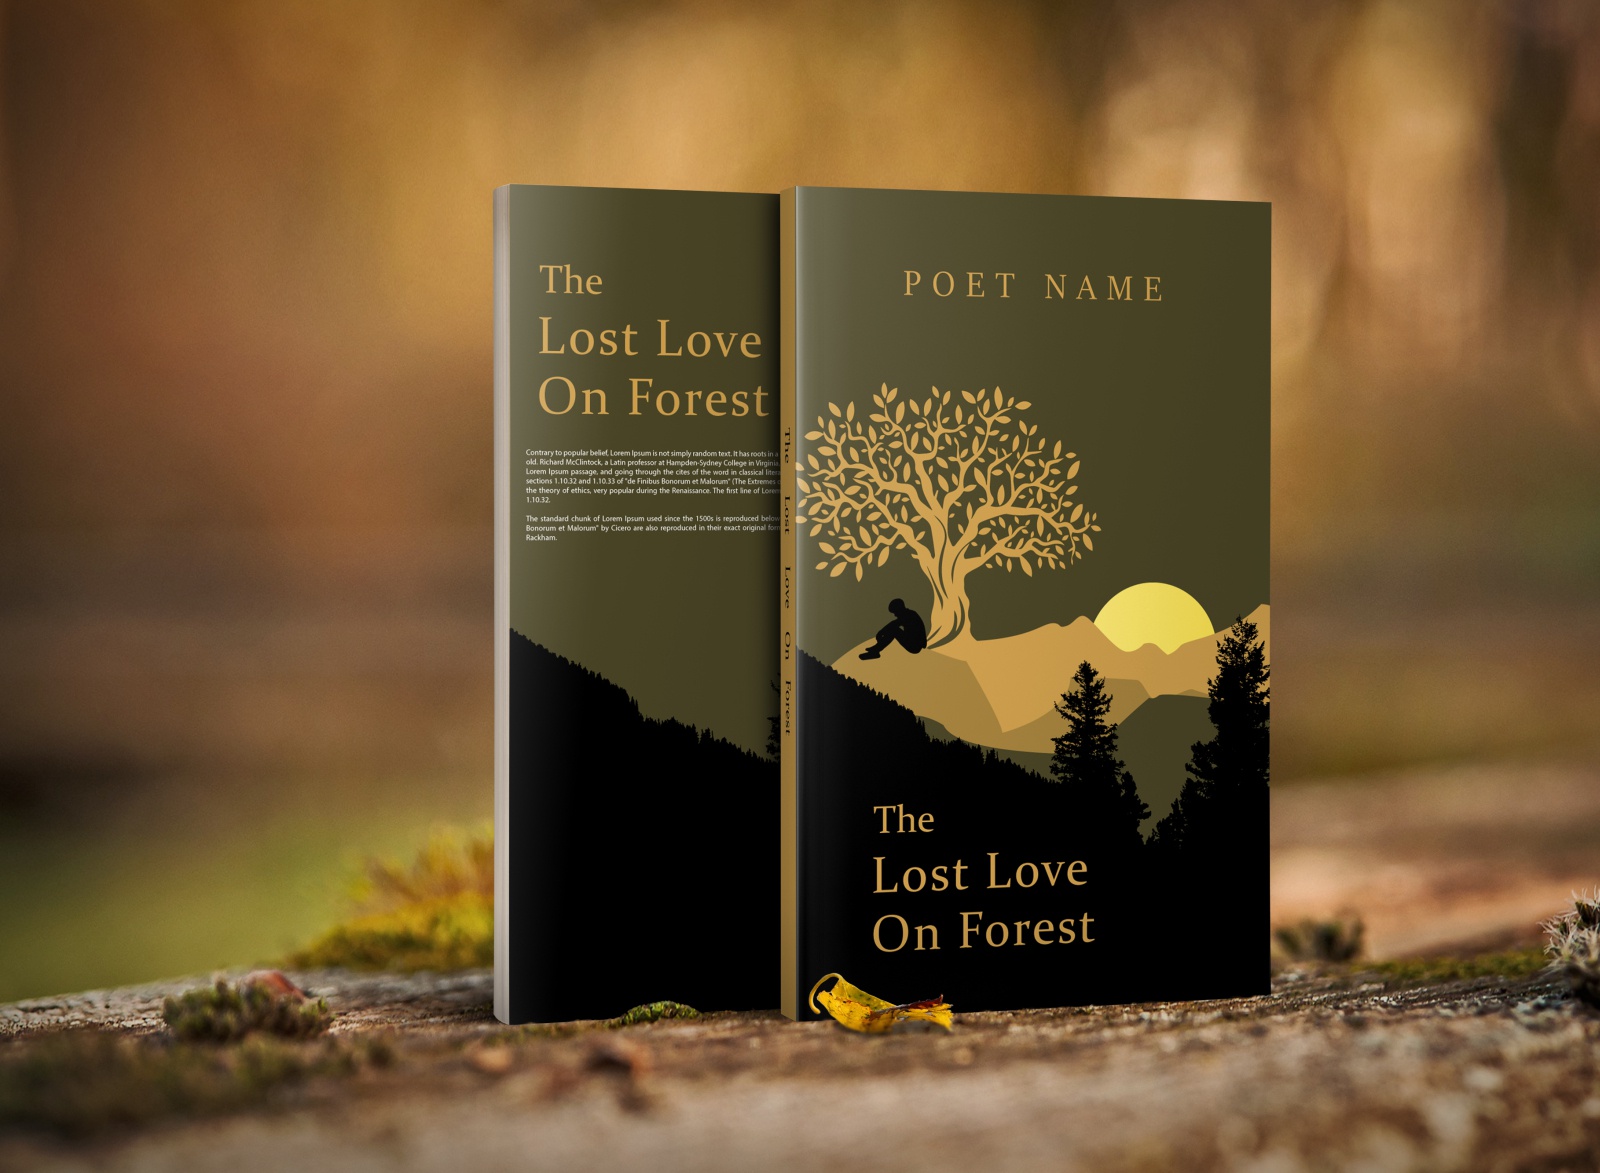 The
Lost Love
On Forest
Contrary to popular belief, Lorem Ipsum is not simply random text. It has roots in a
old. Richard McClintock, a Latin professor at Hampden-Sydney College in Virginia,
Lorem Ipsum passage, and going through the cites of the word in classical
sections 1.10.32 and 1.10.33 of "de Finibus Bonorum et Malorum" (The Extremes
the theory of ethics, very popular during the Renaissance. The first line of Lorem
1.10.32.
The standard chunk of Lorem Ipsum used since the 1500s is reproduced below
Bonorum et Malorum" by Cicero are also reproduced in their exact original
Rackham.
The Lost Love On Forest
POET NAME
The
Lost Love
On Forest